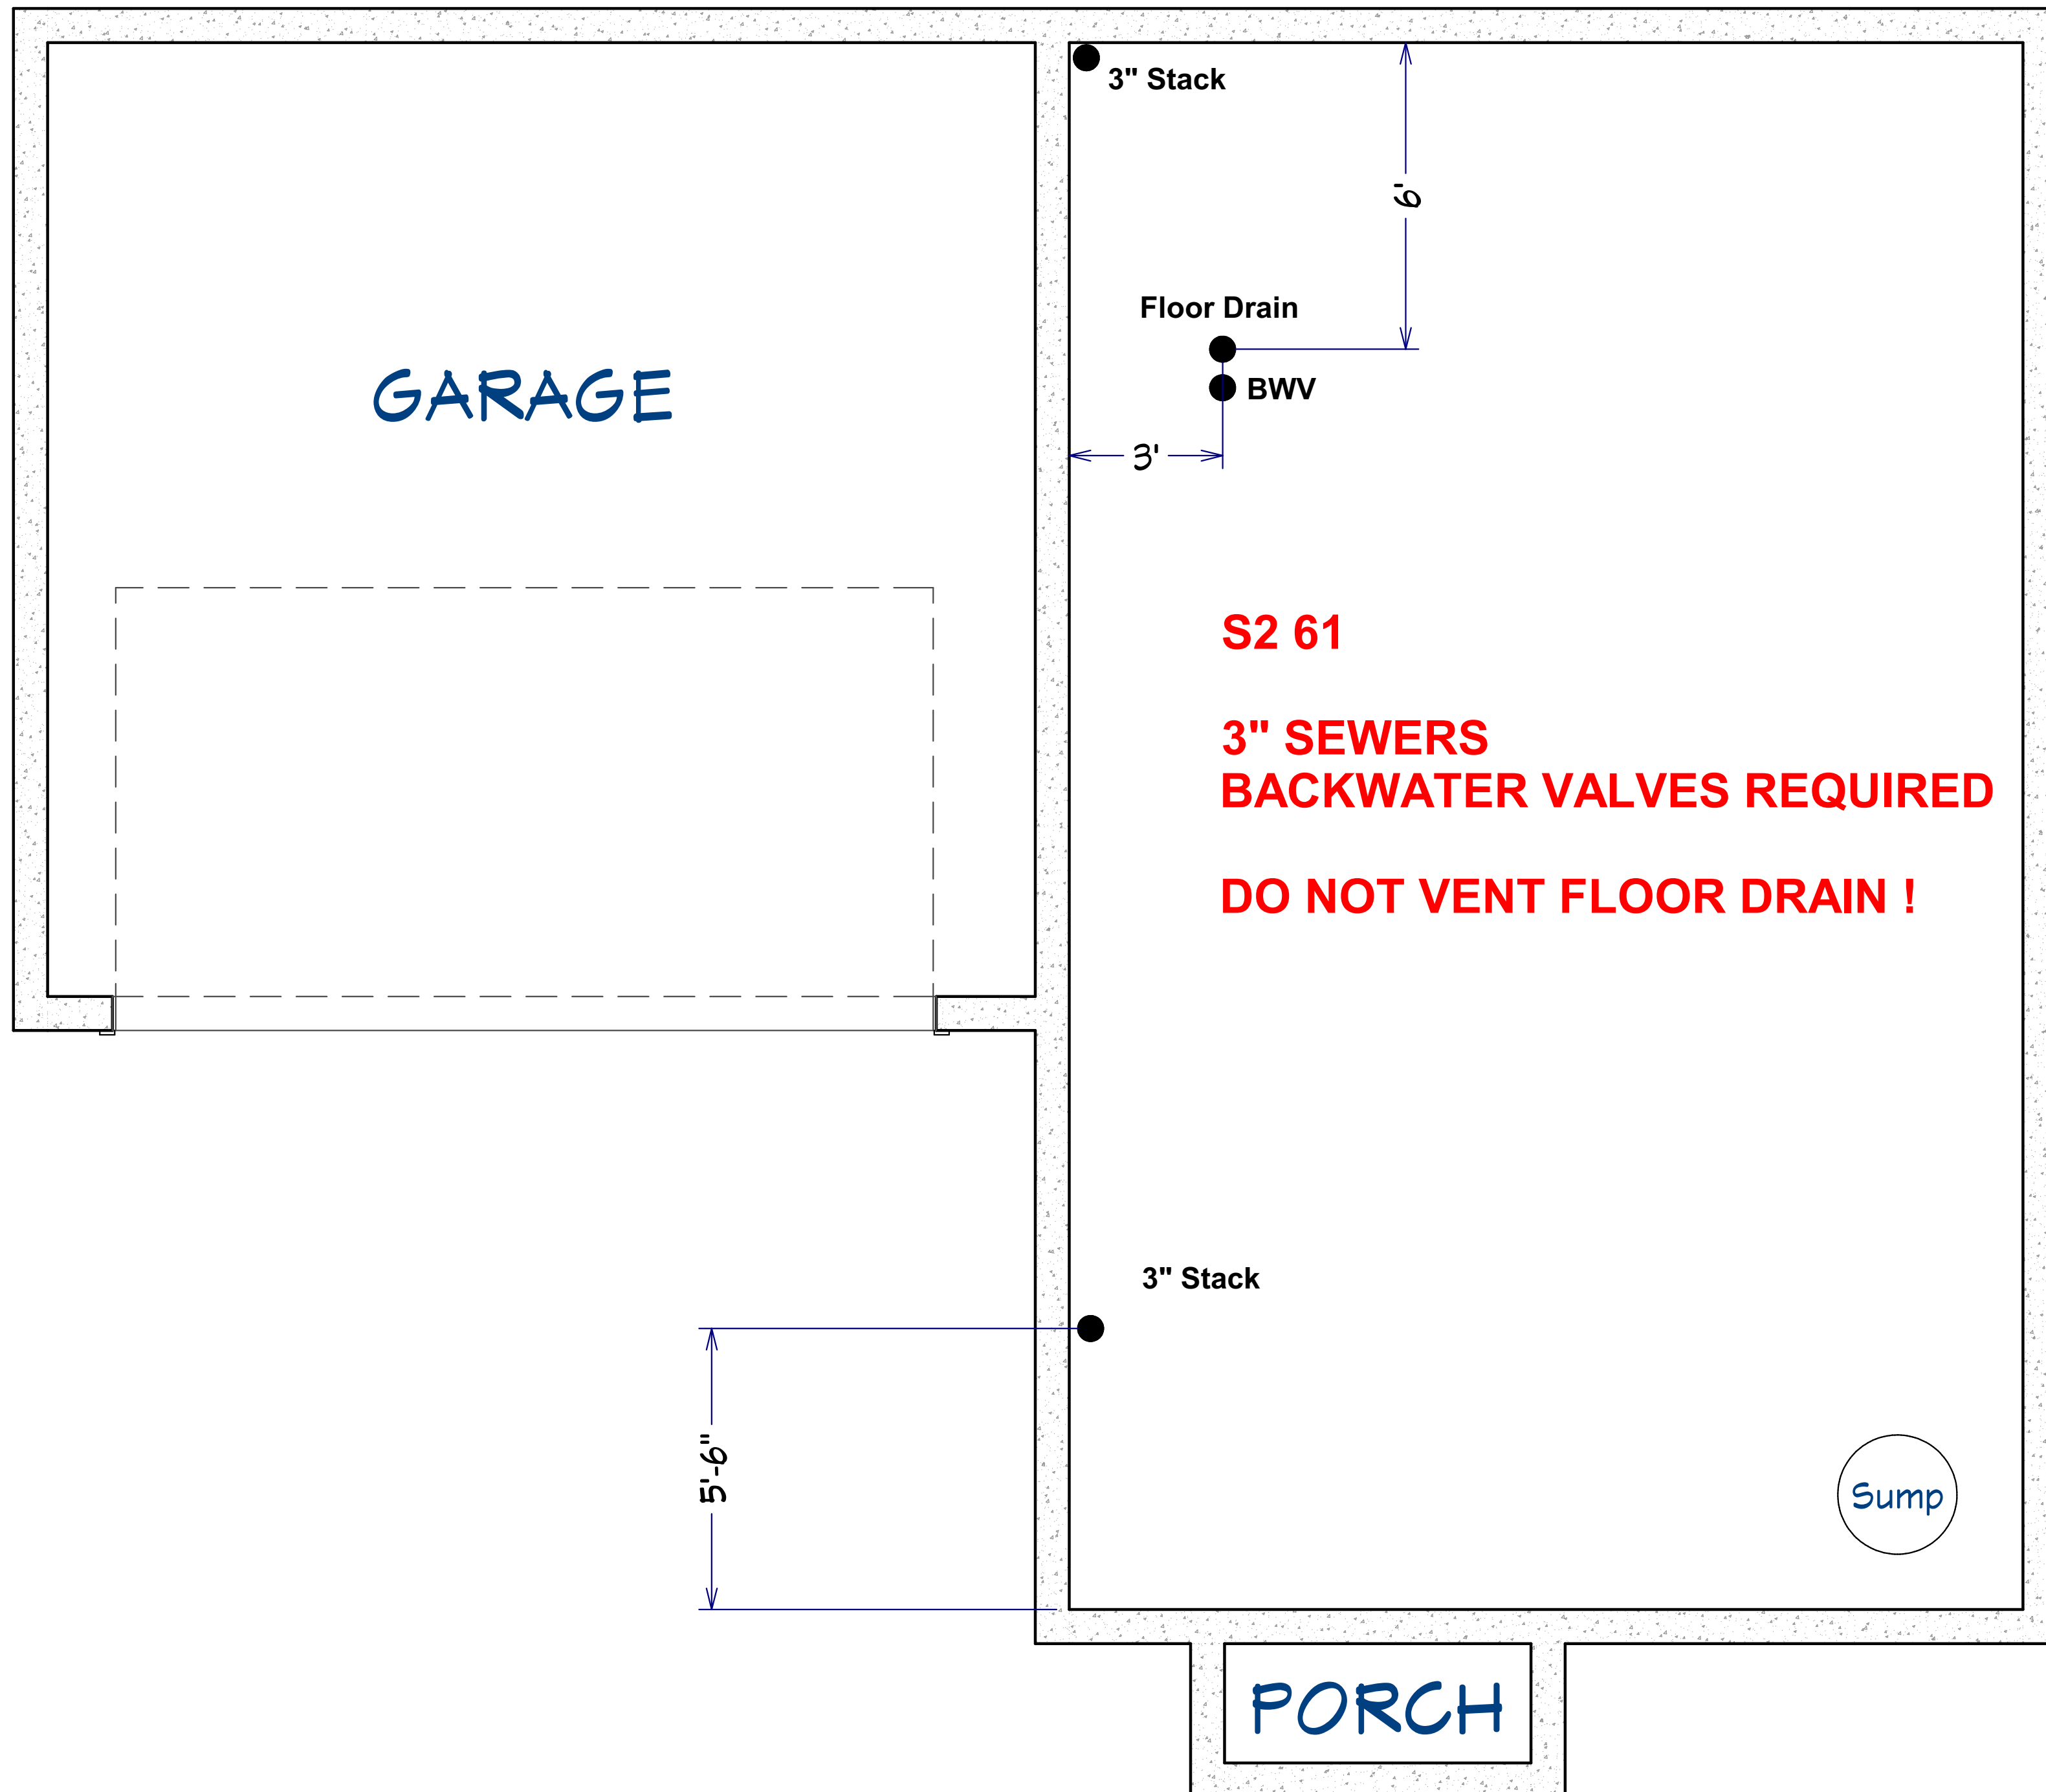 3" Stack
6'
Floor Drain
BWV
3'
GARAGE
S2 61
3" SEWERS
BACKWATER VALVES REQUIRED
DO NOT VENT FLOOR DRAIN !
3" Stack
5'-6"
Sump
PORCH